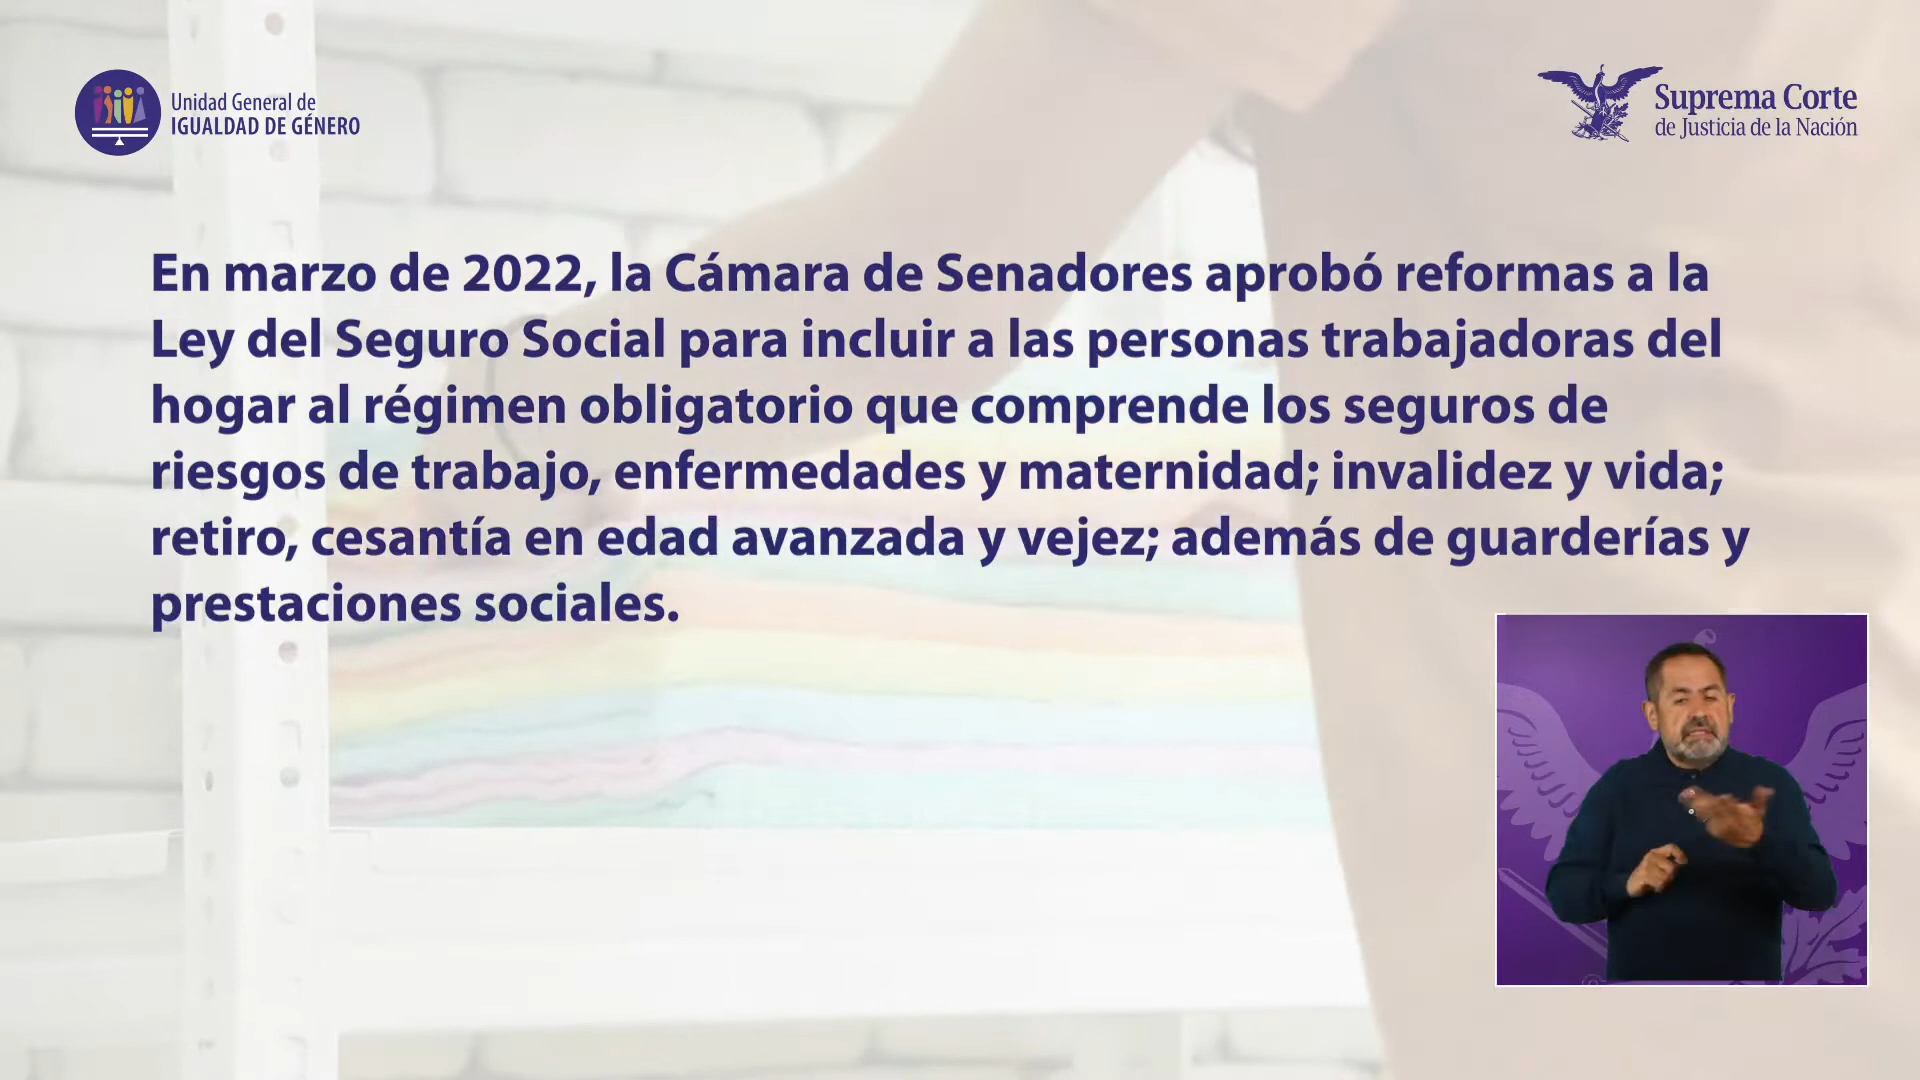 Unidad General de
IGUALDAD DE GÉNERO
Suprema Corte
de Justicia de la Nación
En marzo de 2022, la Cámara de Senadores aprobó reformas a la
Ley del Seguro Social para incluir a las personas trabajadoras del
hogar al régimen obligatorio que comprende los seguros de
riesgos de trabajo, enfermedades y maternidad; invalidez y vida;
retiro, cesantía en edad avanzada y vejez; además de guarderías y
prestaciones sociales.